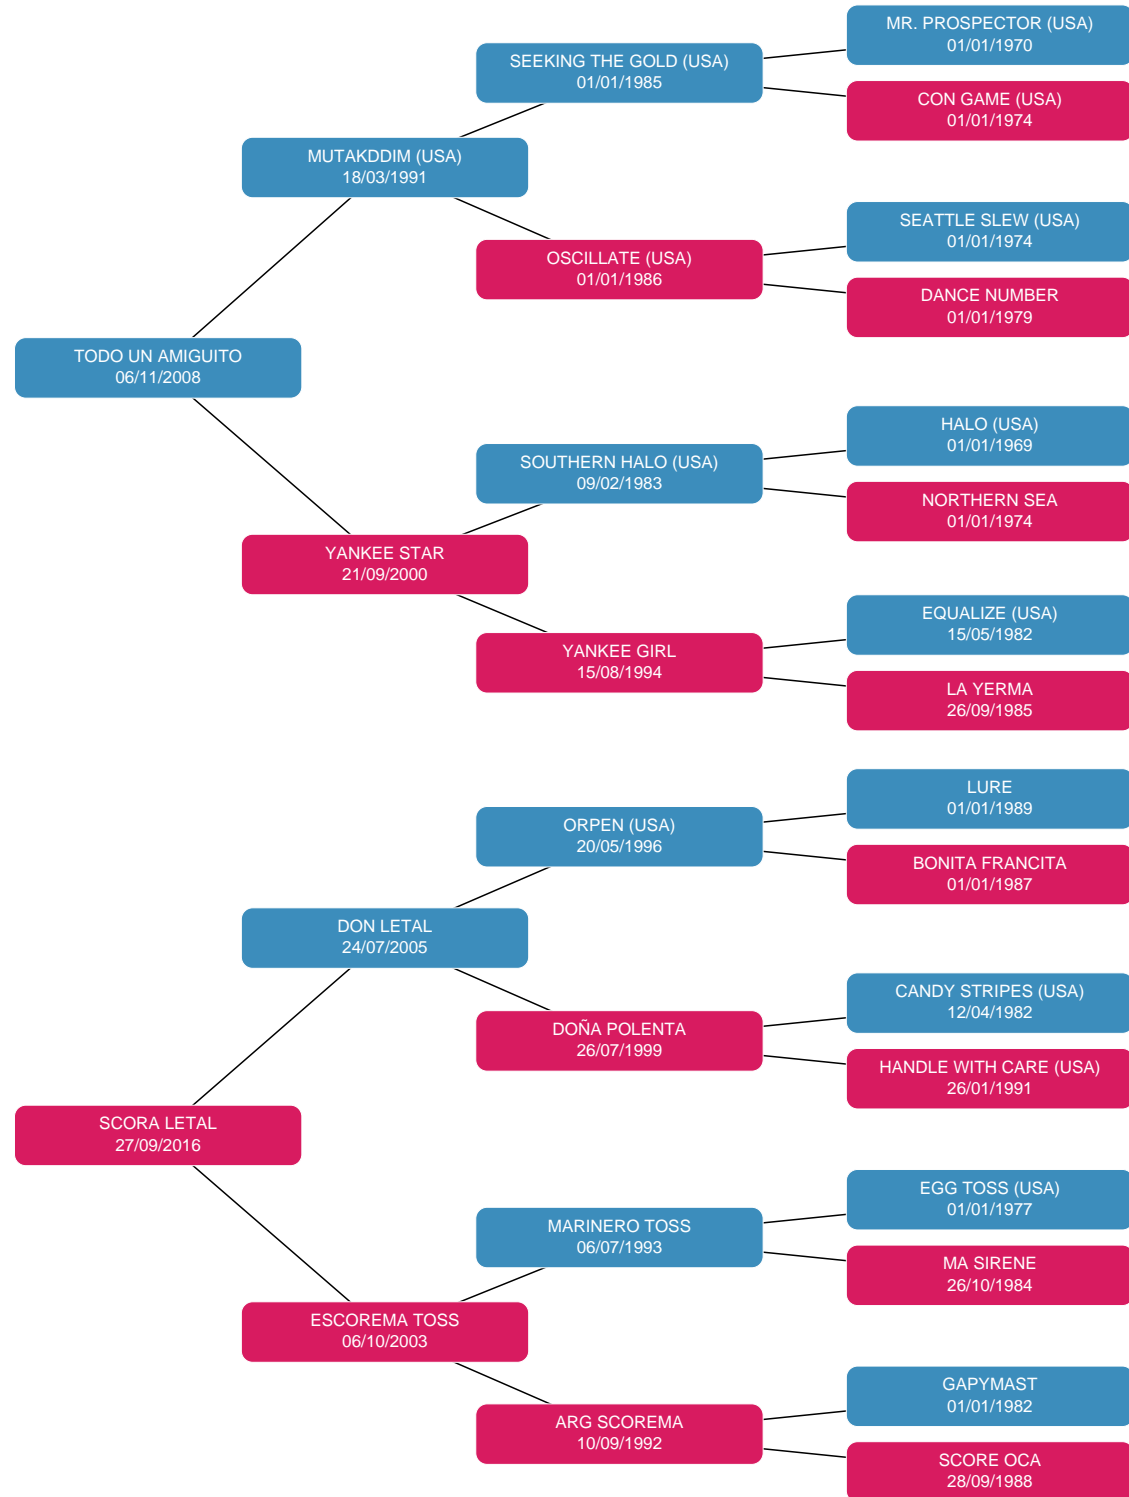 MR. PROSPECTOR (USA)
01/01/1970
SEEKING THE GOLD (USA)
01/01/1985
CON GAME (USA)
01/01/1974
MUTAKDDIM (USA)
18/03/1991
SEATTLE SLEW (USA)
01/01/1974
OSCILLATE (USA)
01/01/1986
DANCE NUMBER
01/01/1979
TODO UN AMIGUITO
06/11/2008
HALO (USA)
01/01/1969
SOUTHERN HALO (USA)
09/02/1983
NORTHERN SEA
01/01/1974
YANKEE STAR
21/09/2000
EQUALIZE (USA)
15/05/1982
YANKEE GIRL
15/08/1994
LA YERMA
26/09/1985
LURE
01/01/1989
ORPEN (USA)
20/05/1996
BONITA FRANCITA
01/01/1987
DON LETAL
24/07/2005
CANDY STRIPES (USA)
12/04/1982
DOÑA POLENTA
26/07/1999
HANDLE WITH CARE (USA)
26/01/1991
SCORA LETAL
27/09/2016
EGG TOSS (USA)
01/01/1977
MARINERO TOSS
06/07/1993
MA SIRENE
26/10/1984
ESCOREMA TOSS
06/10/2003
GAPYMAST
01/01/1982
ARG SCOREMA
10/09/1992
SCORE OCA
28/09/1988